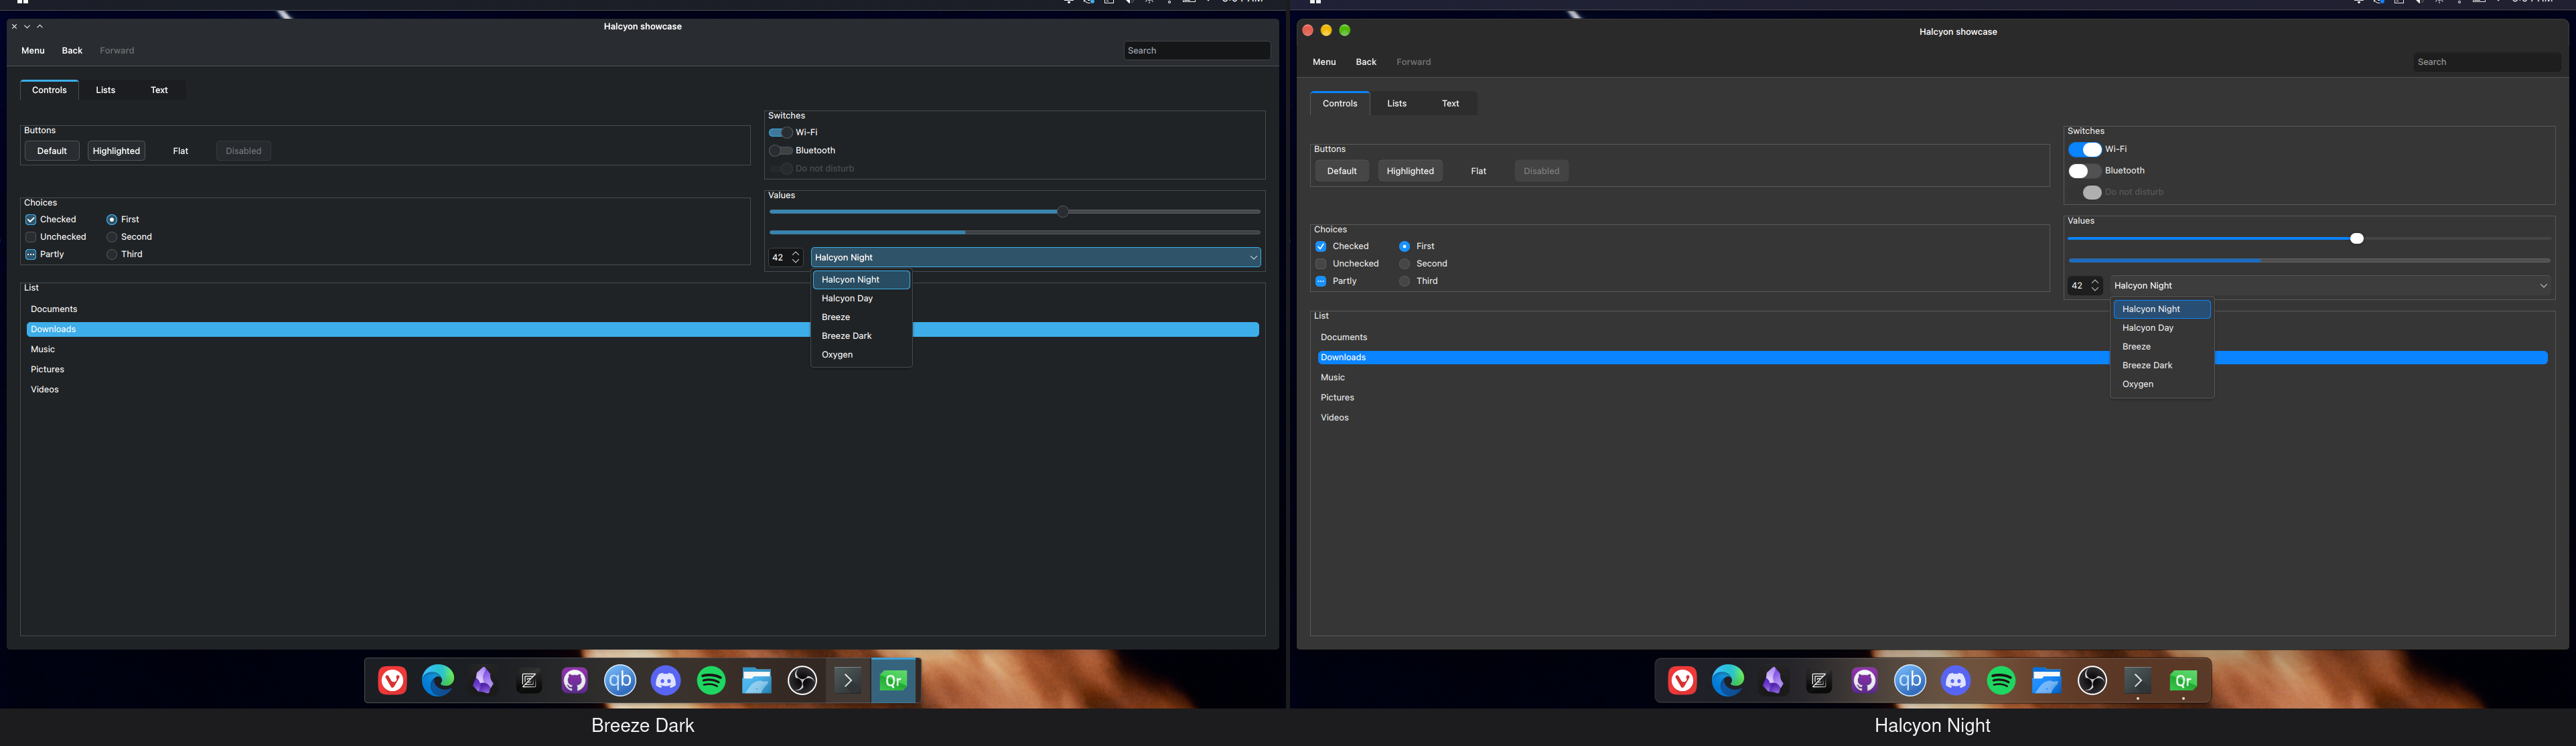 Halcyon showcase
Menu Back Forward Search
Controls Lists Text
Buttons
Default Highlighted Flat Disabled
Switches
Wi-Fi
Bluetooth
Do not disturb
Choices
Checked First
Unchecked Second
Partly Third
Values
42 Halcyon Night
Halcyon Night
Halcyon Day
Breeze
Breeze Dark
Oxygen
List
Documents
Downloads
Music
Pictures
Videos
qb
Qr
Breeze Dark
Halcyon showcase
Menu Back Forward Search
Controls Lists Text
Buttons
Default Highlighted Flat Disabled
Switches
Wi-Fi
Bluetooth
Do not disturb
Choices
Checked First
Unchecked Second
Partly Third
Values
42 Halcyon Night
Halcyon Night
Halcyon Day
Breeze
Breeze Dark
Oxygen
List
Documents
Downloads
Music
Pictures
Videos
qb
Qr
Halcyon Night